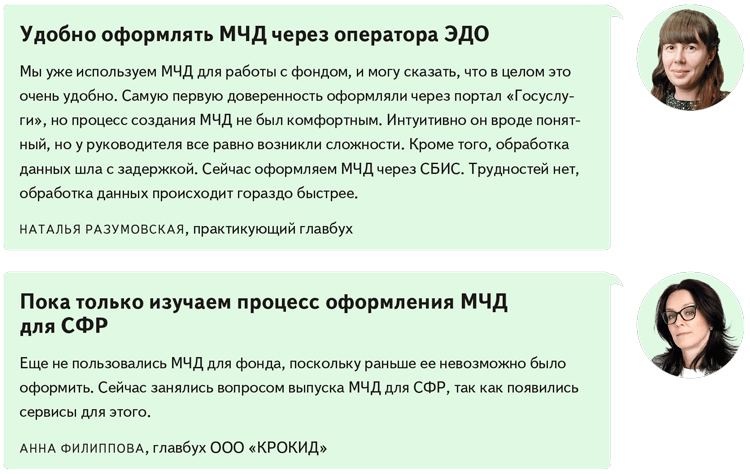 Удобно оформлять МЧД через оператора ЭДО
Мы уже используем МЧД для работы с фондом, и могу сказать, что в целом это
очень удобно. Самую первую доверенность оформляли через портал «Госуслу-
ги», но процесс создания МЧД не был комфортным. Интуитивно он вроде понят-
ный, но у руководителя все равно возникли сложности. Кроме того, обработка
данных шла с задержкой. Сейчас оформляем МЧД через СБИС. Трудностей нет,
обработка данных происходит гораздо быстрее.
НАТАЛЬЯ РАЗУМОВСКАЯ, практикующий главбух
Пока только изучаем процесс оформления МЧД
для СФР
Еще не пользовались МЧД для фонда, поскольку раньше ее невозможно было
оформить. Сейчас занялись вопросом выпуска МЧД для СФР, так как появились
сервисы для этого.
АННА ФИЛИППОВА, главбух ООО «КРОКИД»